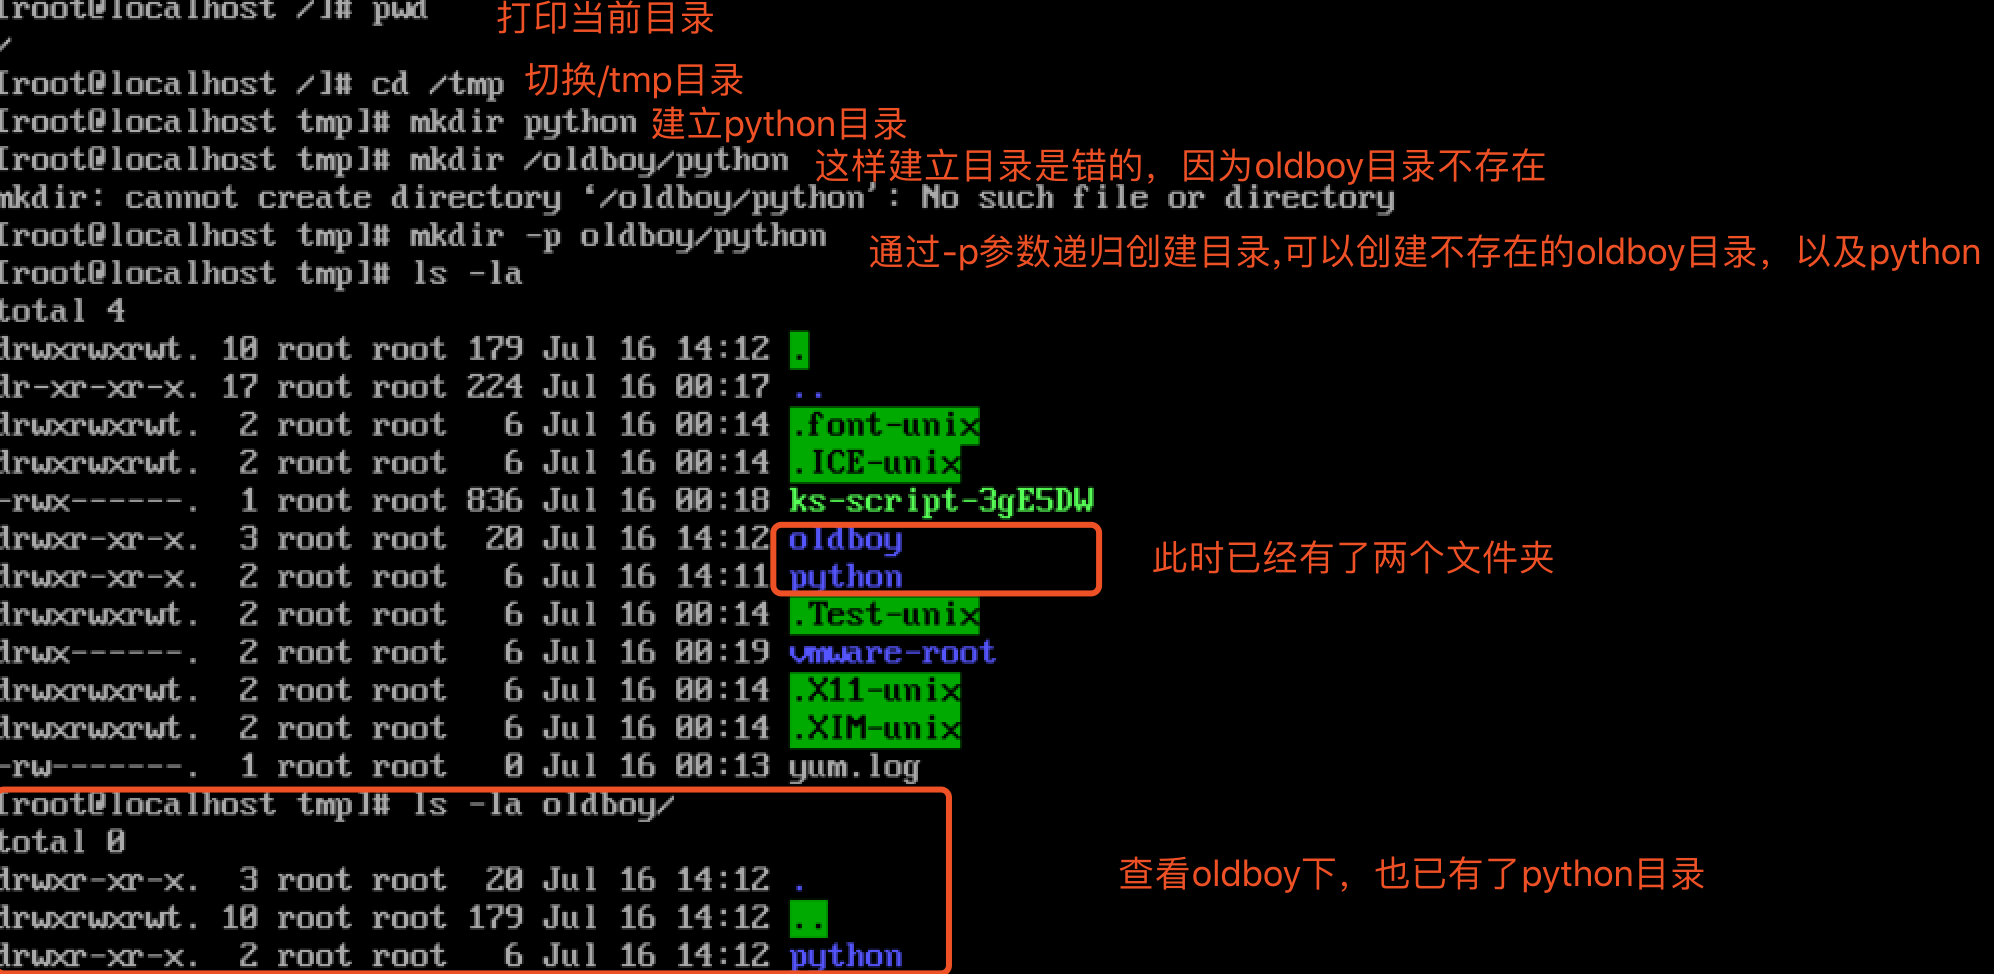 [root@localhost /]# pwd 打印当前目录
/
[root@localhost /]# cd /tmp 切换/tmp目录
[root@localhost tmp]# mkdir python 建立python目录
[root@localhost tmp]# mkdir /oldboy/python 这样建立目录是错的，因为oldboy目录不存在
mkdir: cannot create directory ‘/oldboy/python’: No such file or directory
[root@localhost tmp]# mkdir -p oldboy/python 通过-p参数递归创建目录,可以创建不存在的oldboy目录，以及python
[root@localhost tmp]# ls -la
total 4
drwxrwxrwt. 10 root root 179 Jul 16 14:12 .
dr-xr-xr-x. 17 root root 224 Jul 16 00:17 ..
drwxrwxrwt. 2 root root 6 Jul 16 00:14 .font-unix
drwxrwxrwt. 2 root root 6 Jul 16 00:14 .ICE-unix
-rwx------. 1 root root 836 Jul 16 00:18 ks-script-3gE5DW
drwxr-xr-x. 3 root root 20 Jul 16 14:12 oldboy
drwxr-xr-x. 2 root root 6 Jul 16 14:11 python
此时已经有了两个文件夹
drwxrwxrwt. 2 root root 6 Jul 16 00:14 .Test-unix
drwx------. 2 root root 6 Jul 16 00:19 vmware-root
drwxrwxrwt. 2 root root 6 Jul 16 00:14 .X11-unix
drwxrwxrwt. 2 root root 6 Jul 16 00:14 .XIM-unix
-rw-------. 1 root root 0 Jul 16 00:13 yum.log
[root@localhost tmp]# ls -la oldboy/
total 0
drwxr-xr-x. 3 root root 20 Jul 16 14:12 .
查看oldboy下，也已有了python目录
drwxrwxrwt. 10 root root 179 Jul 16 14:12 ..
drwxr-xr-x. 2 root root 6 Jul 16 14:12 python